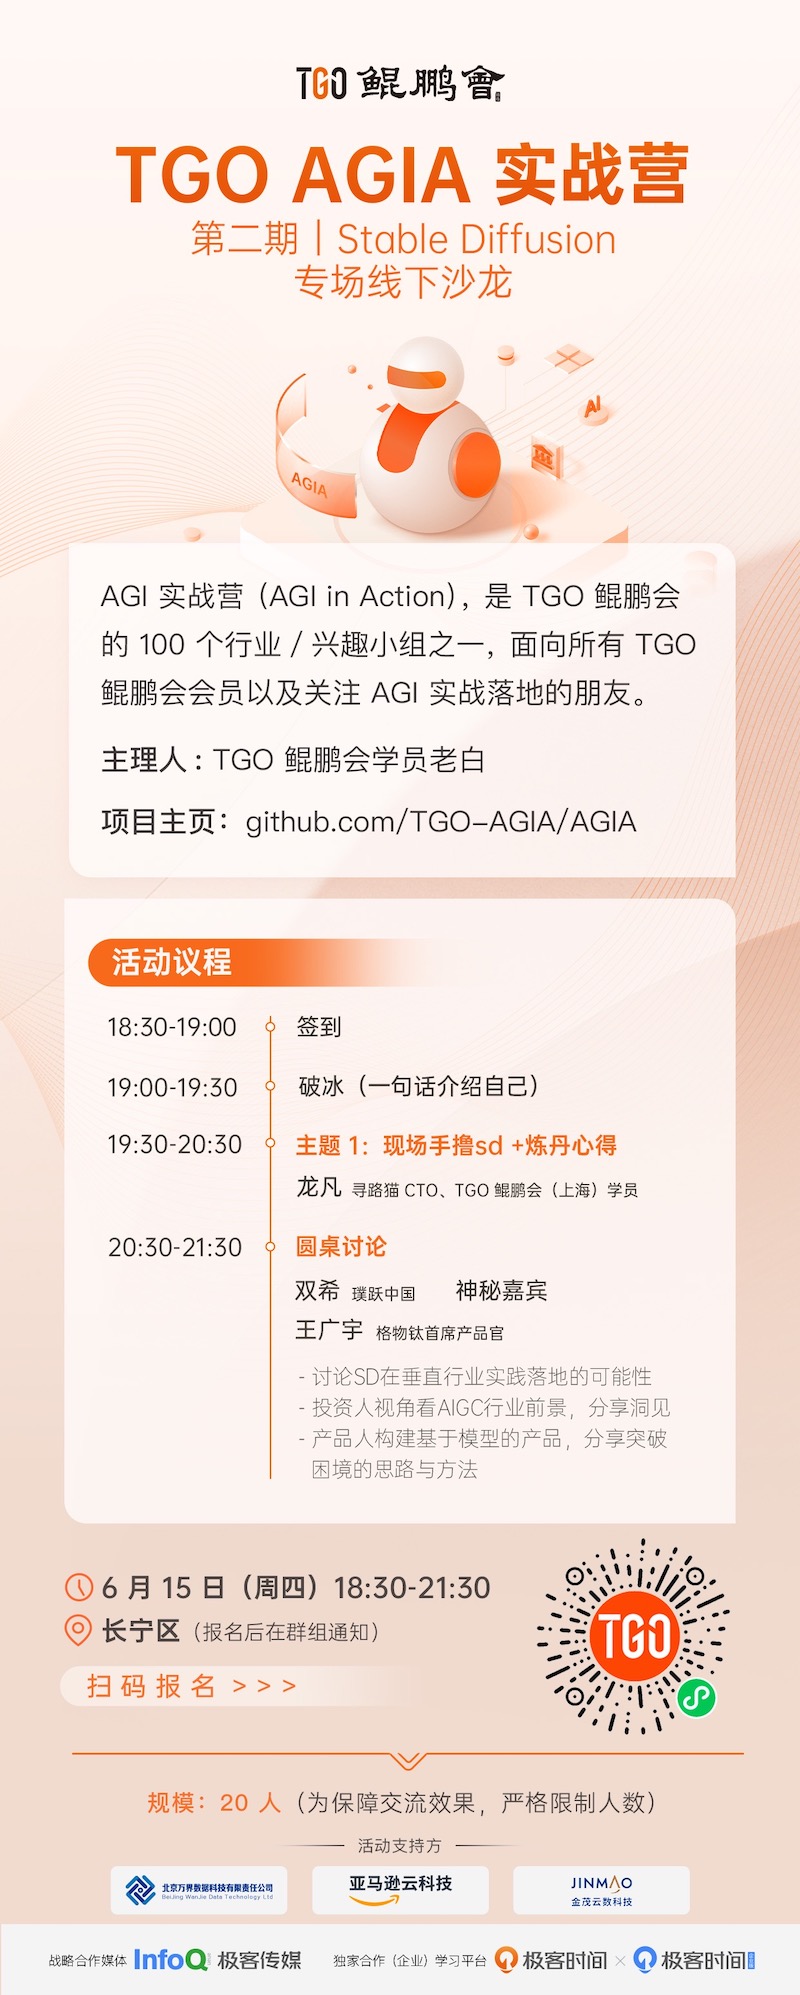 TGO 鲲鹏會
TGO AGIA 实战营
第二期｜Stable Diffusion
专场线下沙龙
AI
AGIA
AGI 实战营（AGI in Action），是 TGO 鲲鹏会
的 100 个行业 / 兴趣小组之一，面向所有 TGO
鲲鹏会会员以及关注 AGI 实战落地的朋友。
主理人：TGO 鲲鹏会学员老白
项目主页：github.com/TGO-AGIA/AGIA
活动议程
18:30-19:00 签到
19:00-19:30 破冰（一句话介绍自己）
19:30-20:30 主题 1：现场手撸sd +炼丹心得
龙凡 寻路猫 CTO、TGO 鲲鹏会（上海）学员
20:30-21:30 圆桌讨论
双希 璞跃中国 神秘嘉宾
王广宇 格物钛首席产品官
- 讨论SD在垂直行业实践落地的可能性
- 投资人视角看AIGC行业前景，分享洞见
- 产品人构建基于模型的产品，分享突破
困境的思路与方法
6 月 15 日（周四）18:30-21:30
长宁区（报名后在群组通知）
TGO
扫码报名 > > >
规模：20 人（为保障交流效果，严格限制人数）
活动支持方
北京万界数据科技有限责任公司 亚马逊云科技 JINMAO
BeiJing WanJie Data Technology Ltd 金茂云数科技
战略合作媒体 InfoQ 极客传媒 独家合作（企业）学习平台 极客时间 × 极客时间